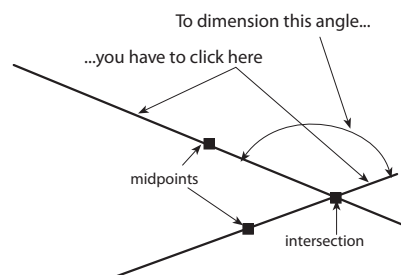 To dimension this angle...
...you have to click here
midpoints
intersection